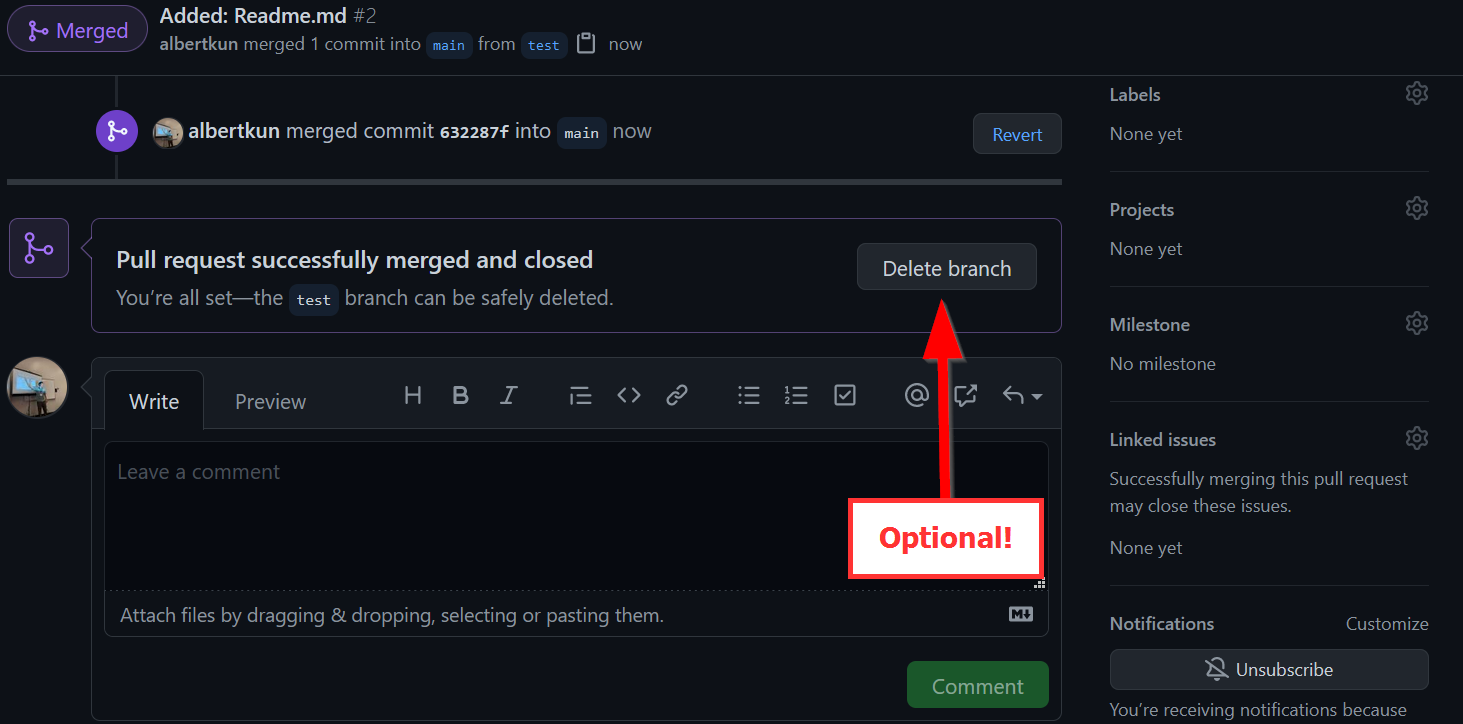 Merged
Added: Readme.md #2
albertkun merged 1 commit into main from test now
albertkun merged commit 632287f into main now
Revert
Pull request successfully merged and closed
Delete branch
You're all set—the test branch can be safely deleted.
Write
Preview
Leave a comment
Optional!
Attach files by dragging & dropping, selecting or pasting them.
Comment
Labels
None yet
Projects
None yet
Milestone
No milestone
Linked issues
Successfully merging this pull request
may close these issues.
None yet
Notifications Customize
Unsubscribe
You're receiving notifications because